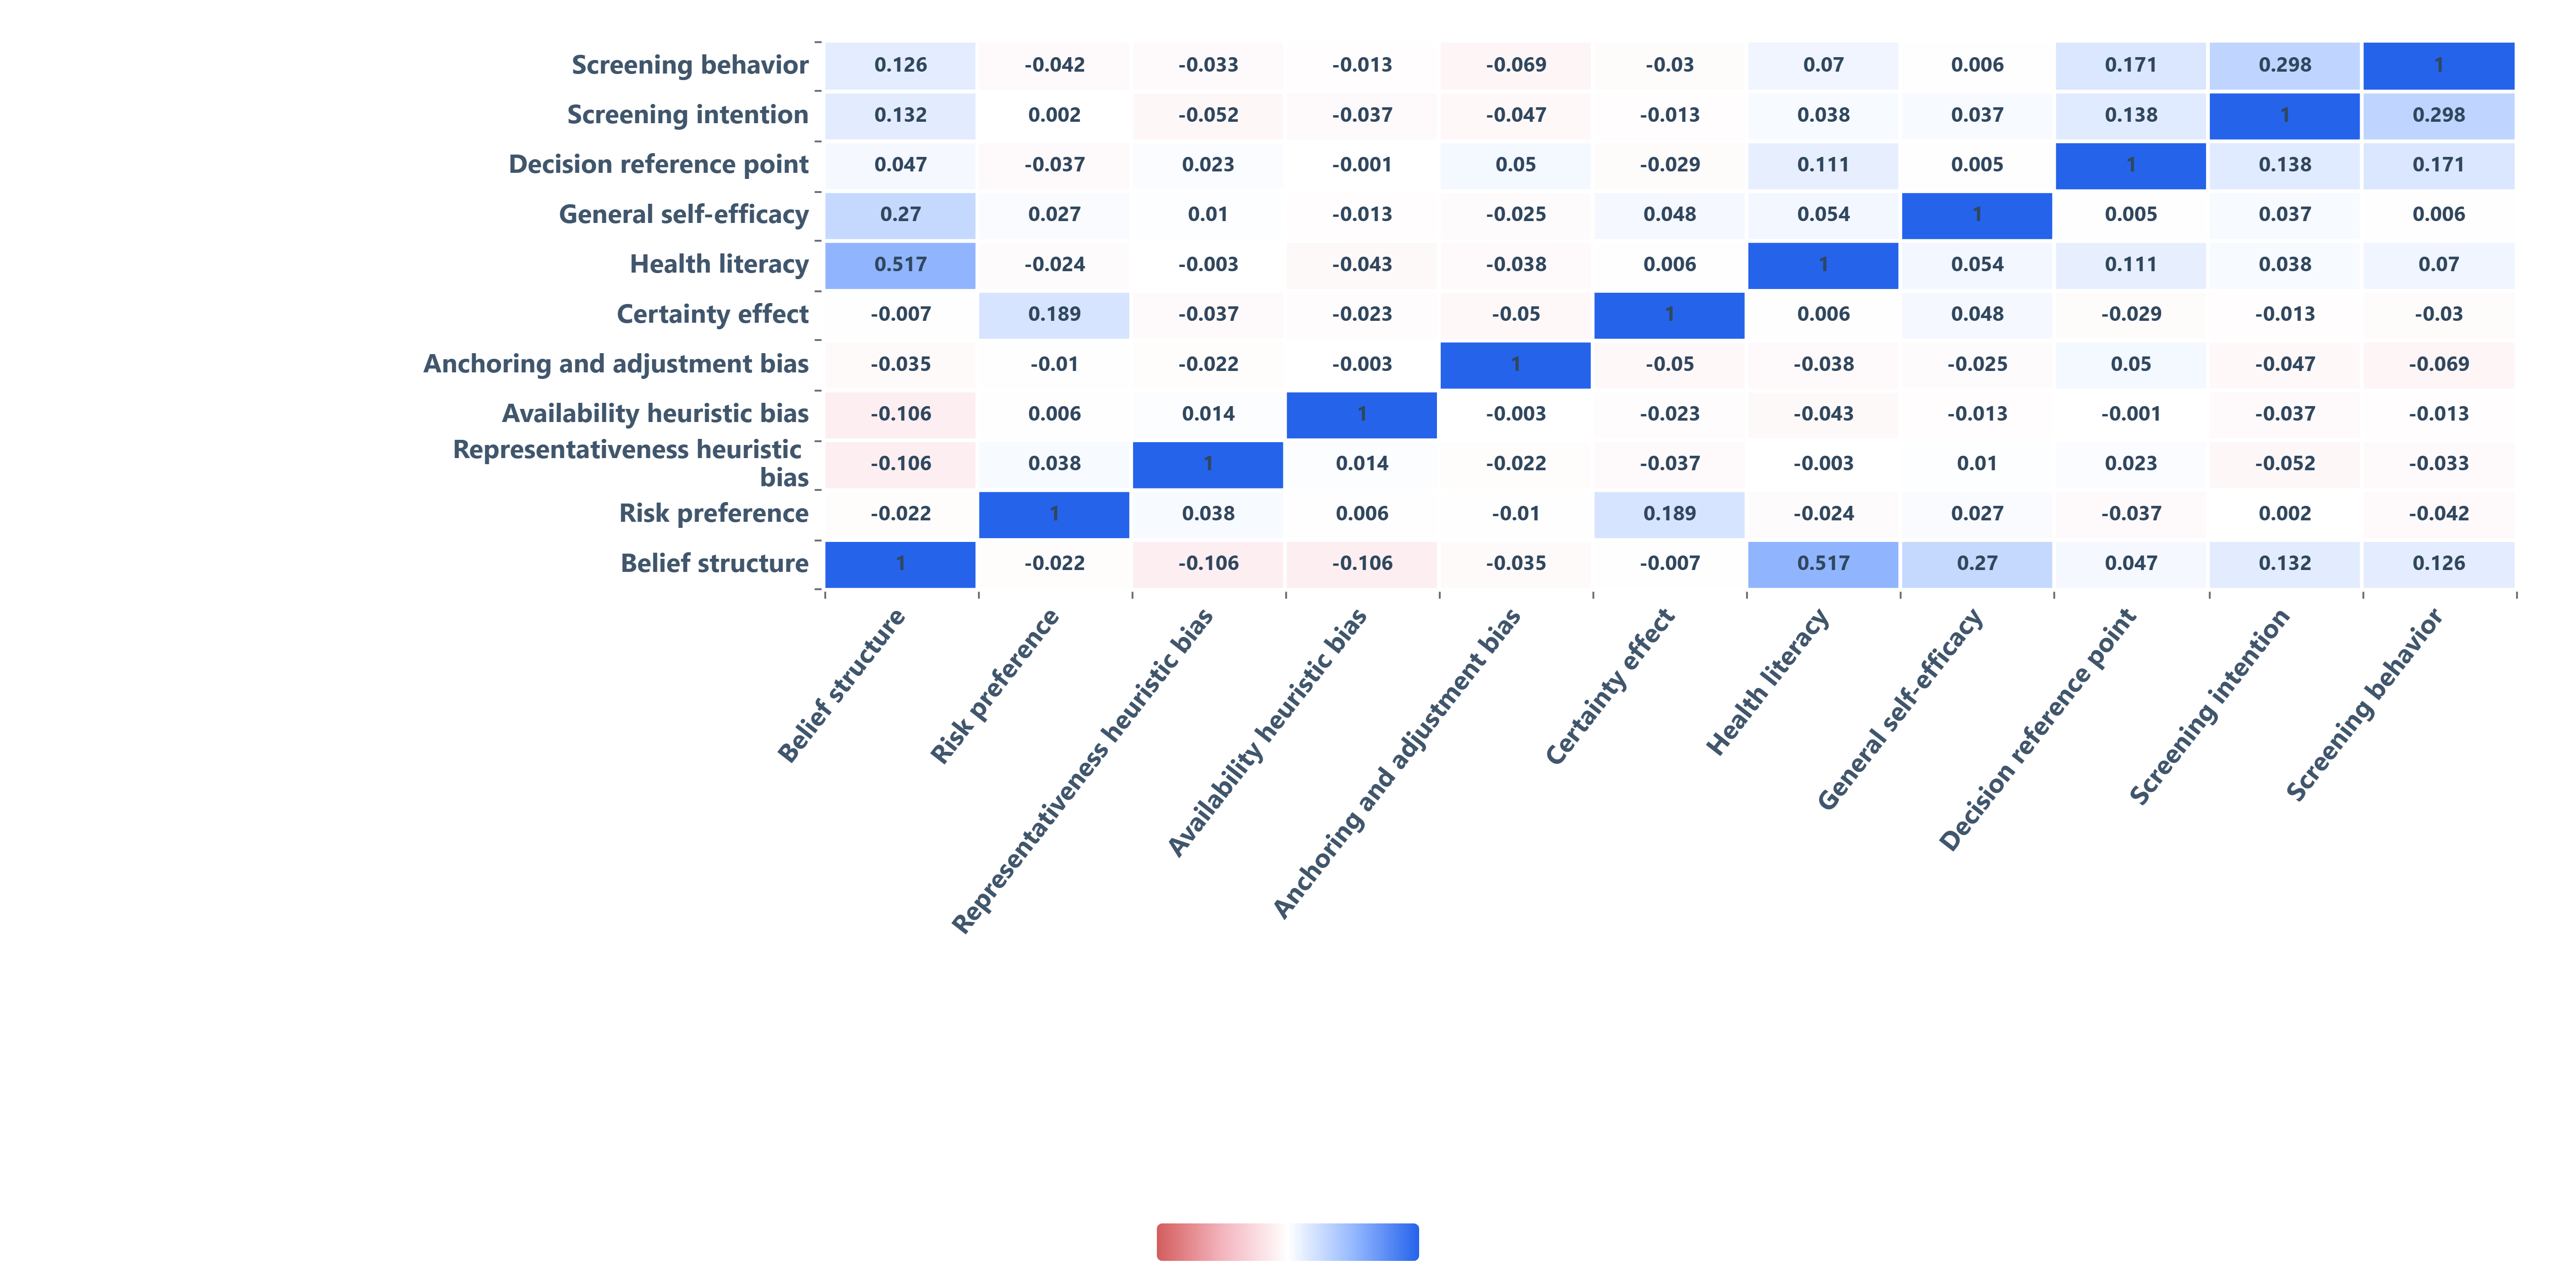 Screening behavior 0.126 -0.042 -0.033 -0.013 -0.069 -0.03 0.07 0.006 0.171 0.298 1
Screening intention 0.132 0.002 -0.052 -0.037 -0.047 -0.013 0.038 0.037 0.138 1 0.298
Decision reference point 0.047 -0.037 0.023 -0.001 0.05 -0.029 0.111 0.005 1 0.138 0.171
General self-efficacy 0.27 0.027 0.01 -0.013 -0.025 0.048 0.054 1 0.005 0.037 0.006
Health literacy 0.517 -0.024 -0.003 -0.043 -0.038 0.006 1 0.054 0.111 0.038 0.07
Certainty effect -0.007 0.189 -0.037 -0.023 -0.05 1 0.006 0.048 -0.029 -0.013 -0.03
Anchoring and adjustment bias -0.035 -0.01 -0.022 -0.003 1 -0.05 -0.038 -0.025 0.05 -0.047 -0.069
Availability heuristic bias -0.106 0.006 0.014 1 -0.003 -0.023 -0.043 -0.013 -0.001 -0.037 -0.013
Representativeness heuristic
bias -0.106 0.038 1 0.014 -0.022 -0.037 -0.003 0.01 0.023 -0.052 -0.033
Risk preference -0.022 1 0.038 0.006 -0.01 0.189 -0.024 0.027 -0.037 0.002 -0.042
Belief structure 1 -0.022 -0.106 -0.106 -0.035 -0.007 0.517 0.27 0.047 0.132 0.126
Belief structure
Risk preference
Representativeness heuristic bias
Availability heuristic bias
Anchoring and adjustment bias
Certainty effect
Health literacy
General self-efficacy
Decision reference point
Screening intention
Screening behavior